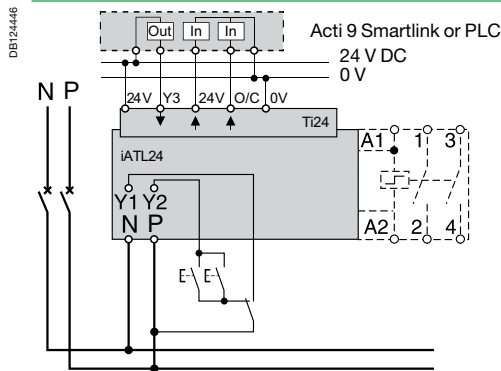 DB124446
Out In In
Acti 9 Smartlink or PLC
24 V DC
0 V
N P
24V Y3 24V O/C 0V
Ti24
iATL24
A1 1 3
Y1 Y2
N P
A2 2 4
E E